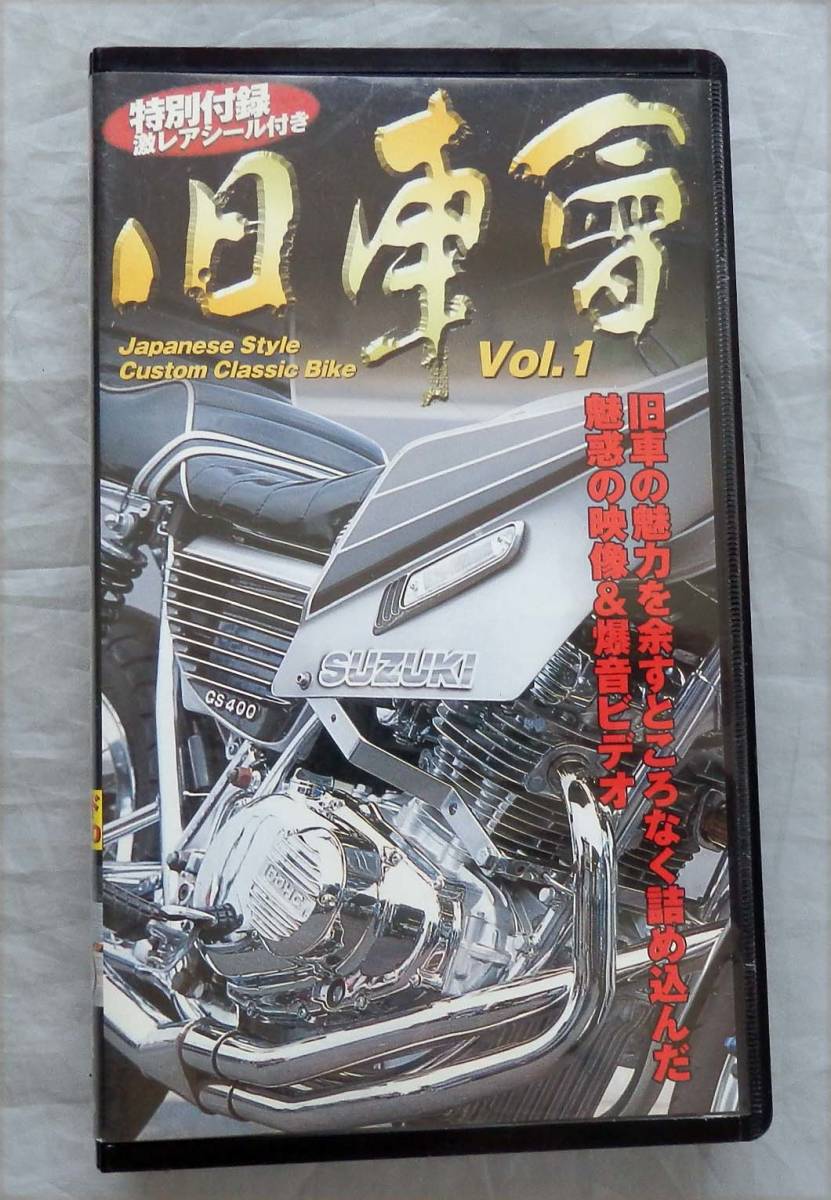 特別付録
激レアシール付き
旧車會
Japanese Style
Custom Classic Bike
Vol.1
旧車の魅力を余すところなく詰め込んだ
魅惑の映像&爆音ビデオ
SUZUKI
GS400
DOHC